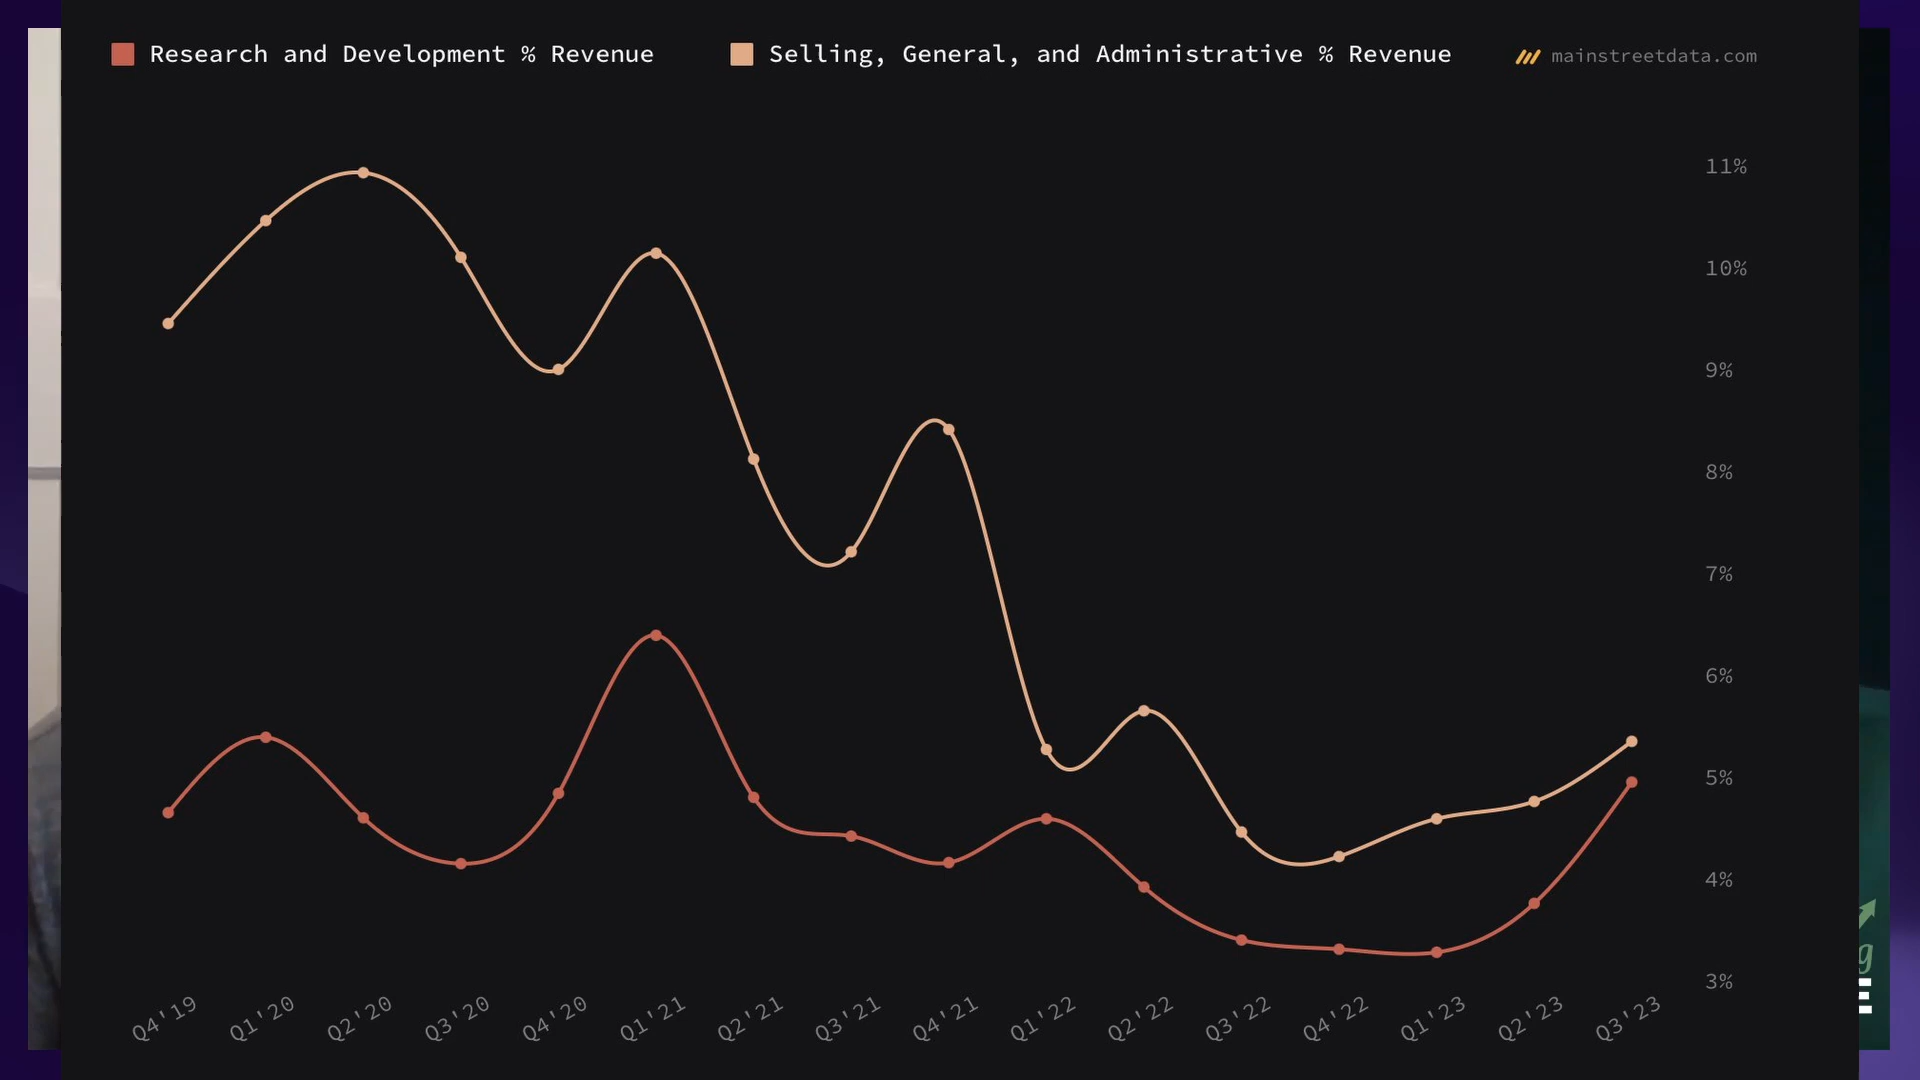 Research and Development % Revenue
Selling, General, and Administrative % Revenue
mainstreetdata.com
11%
10%
9%
8%
7%
6%
5%
4%
3%
g
E
Q4'19
Q1'20
Q2'20
Q3'20
Q4'20
Q1'21
Q2'21
Q3'21
Q4'21
Q1'22
Q2'22
Q3'22
Q4'22
Q1'23
Q2'23
Q3'23